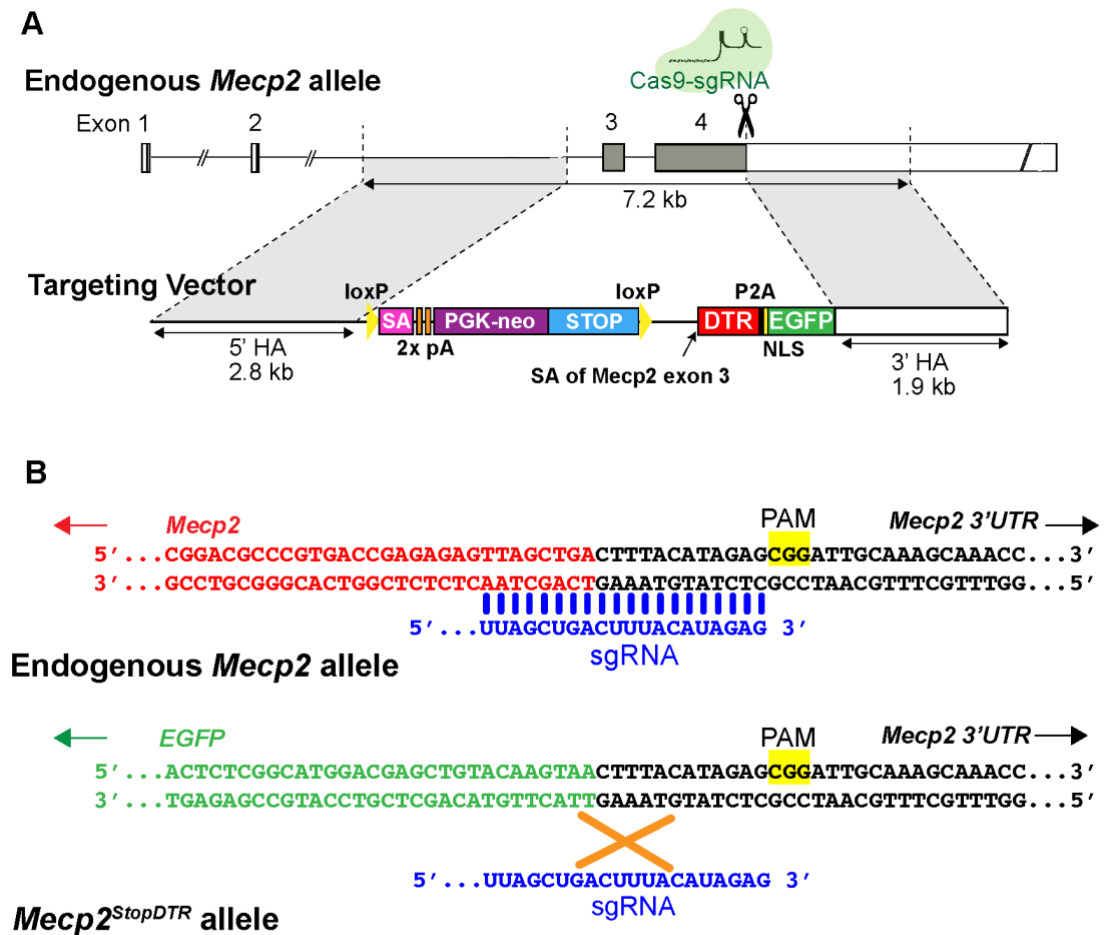 A
Endogenous Mecp2 allele
Cas9-sgRNA
Exon 1 2 3 4
7.2 kb
Targeting Vector
loxP loxP P2A
SA PGK-neo STOP DTR EGFP
2x pA NLS
5' HA
2.8 kb
SA of Mecp2 exon 3
3' HA
1.9 kb
B
Mecp2 PAM Mecp2 3'UTR
5'...CGGACGCCCGTGACCGAGAGAGTTAGCTGACTTTACATAGAGCGGATTGCAAAGCAAACC...3'
3'...GCCTGCGGGCACTGGCTCTCTCAATCGACTGAAATGTATCTCGCCTAACGTTTCGTTTGG...5'
5'...UUAGCUGACUUUACAUAGAG 3'
sgRNA
Endogenous Mecp2 allele
EGFP PAM Mecp2 3'UTR
5'...ACTCTCGGCATGGACGAGCTGTACAAGTAACTTTACATAGAGCGGATTGCAAAGCAAACC...3'
3'...TGAGAGCCGTACCTGCTCGACATGTTCATTGAAATGTATCTCGCCTAACGTTTCGTTTGG...5'
5'...UUAGCUGACUUUACAUAGAG 3'
sgRNA
Mecp2StopDTR allele